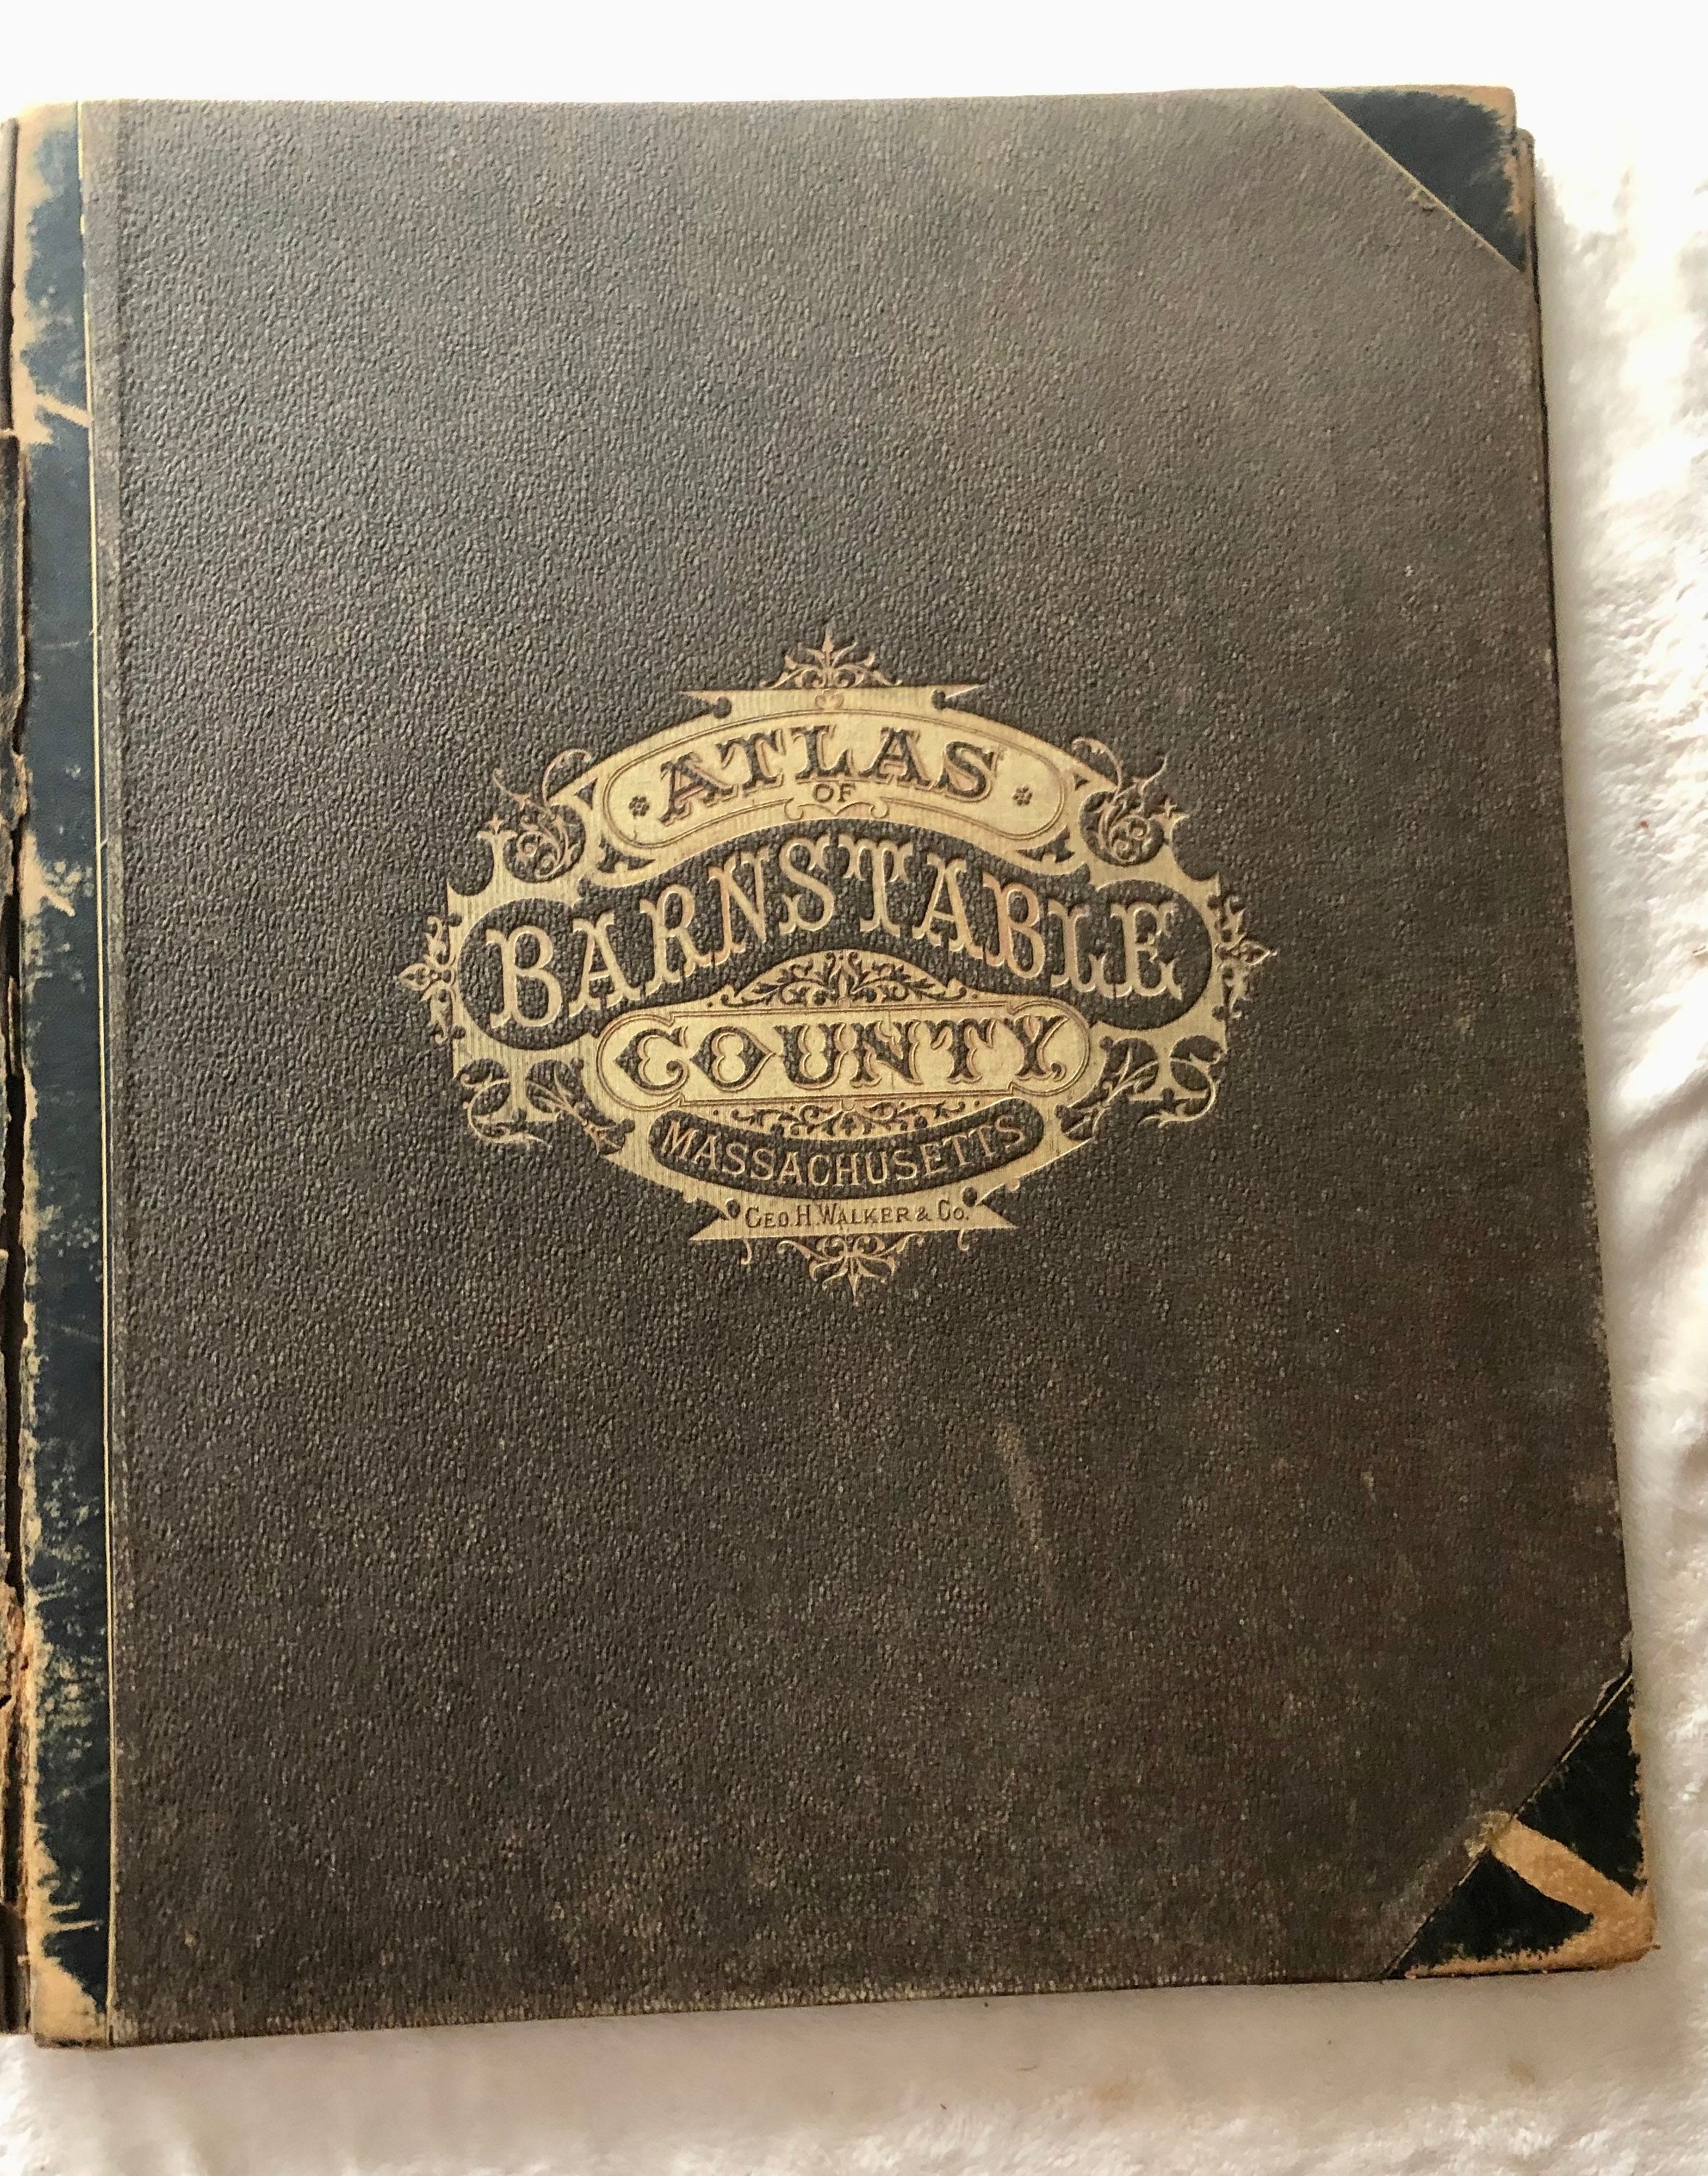 ATLAS
OF
BARNSTABLE
COUNTY
MASSACHUSETTS
GEO. H. WALKER & CO.